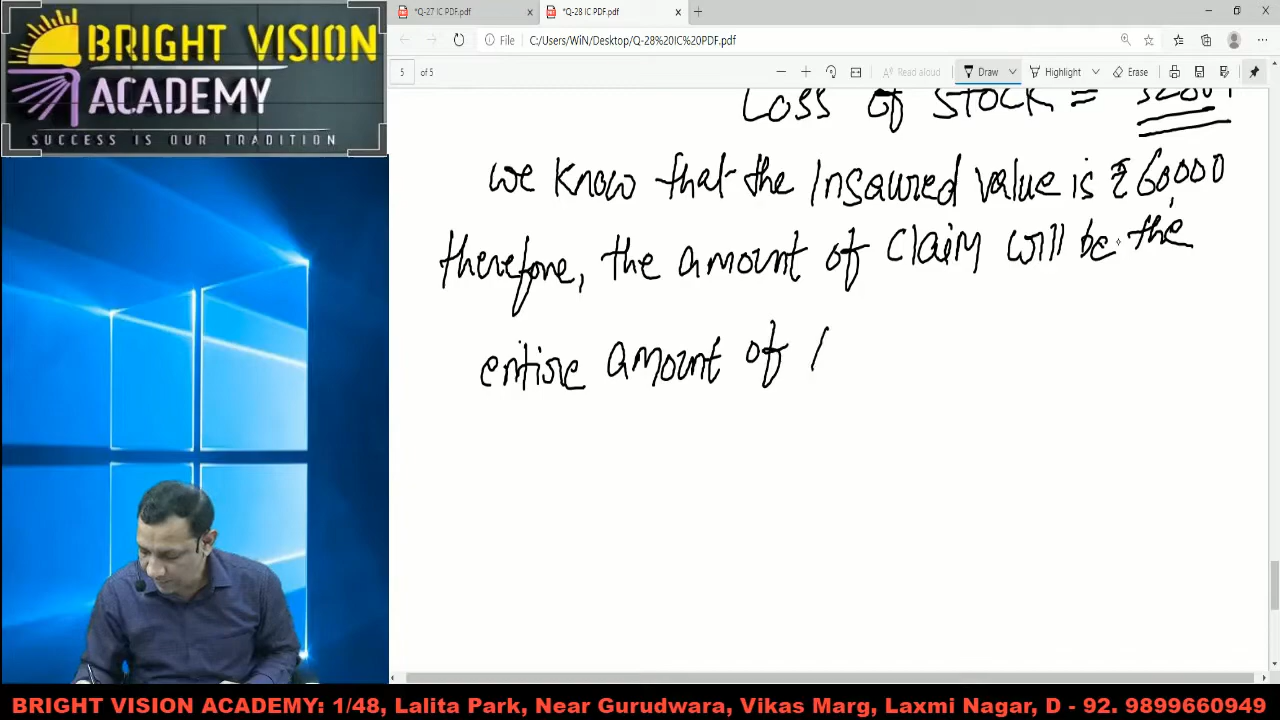 BRIGHT VISION
ACADEMY
SUCCESS IS OUR TRADITION
*Q-27 IC PDF.pdf
*Q-28 IC PDF.pdf
File C:/Users/WiN/Desktop/Q-28%20IC%20PDF.pdf
5 of 5
Read aloud
Draw
Highlight
Erase
Loss of Stock =
we know that the Insaured value is ₹ 60,000
therefore, the amount of Claim will be the
entire amount of
BRIGHT VISION ACADEMY: 1/48, Lalita Park, Near Gurudwara, Vikas Marg, Laxmi Nagar, D - 92. 9899660949